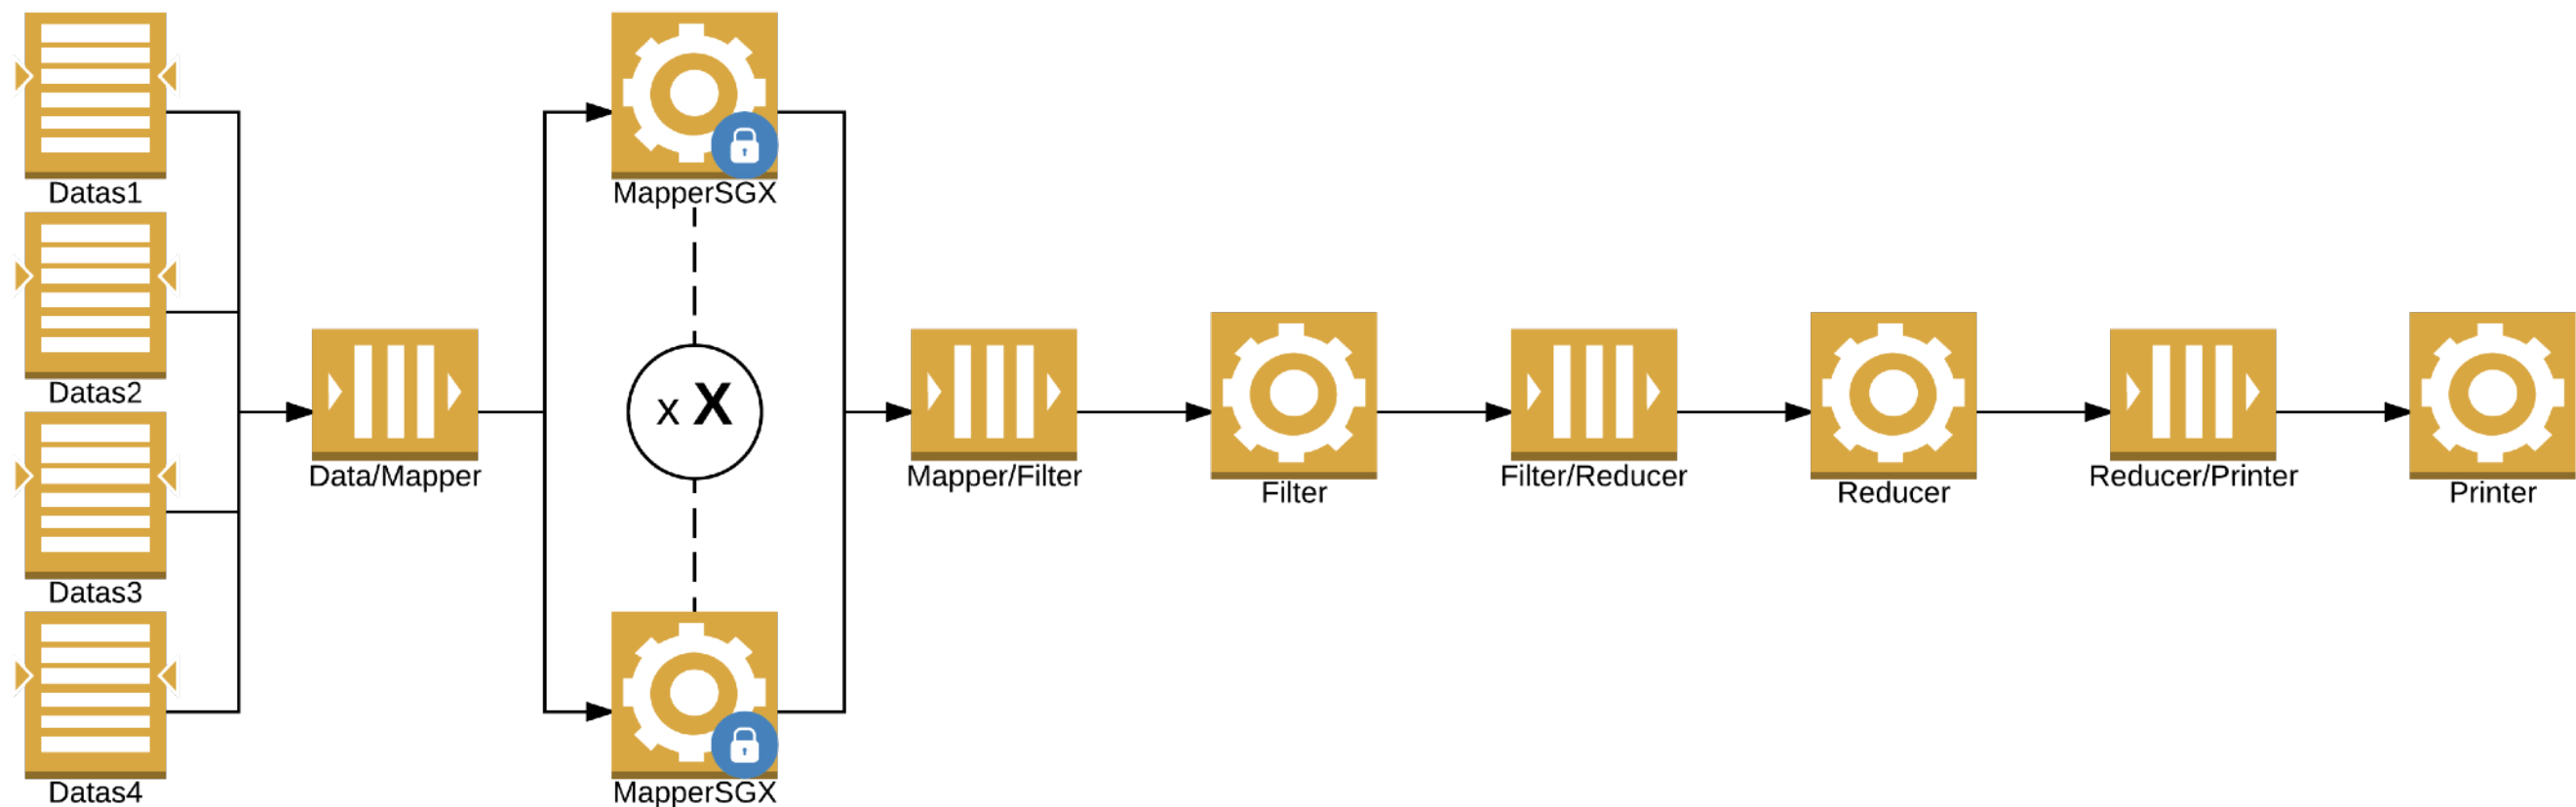 Datas1
Datas2
Datas3
Datas4
Data/Mapper
MapperSGX
x X
MapperSGX
Mapper/Filter
Filter
Filter/Reducer
Reducer
Reducer/Printer
Printer